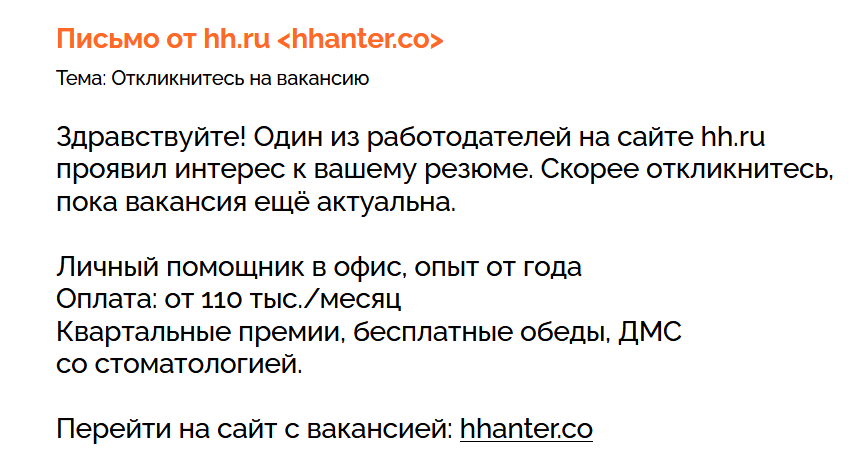 Письмо от hh.ru <hhanter.co>
Тема: Откликнитесь на вакансию
Здравствуйте! Один из работодателей на сайте hh.ru
проявил интерес к вашему резюме. Скорее откликнитесь,
пока вакансия ещё актуальна.
Личный помощник в офис, опыт от года
Оплата: от 110 тыс./месяц
Квартальные премии, бесплатные обеды, ДМС
со стоматологией.
Перейти на сайт с вакансией: hhanter.co